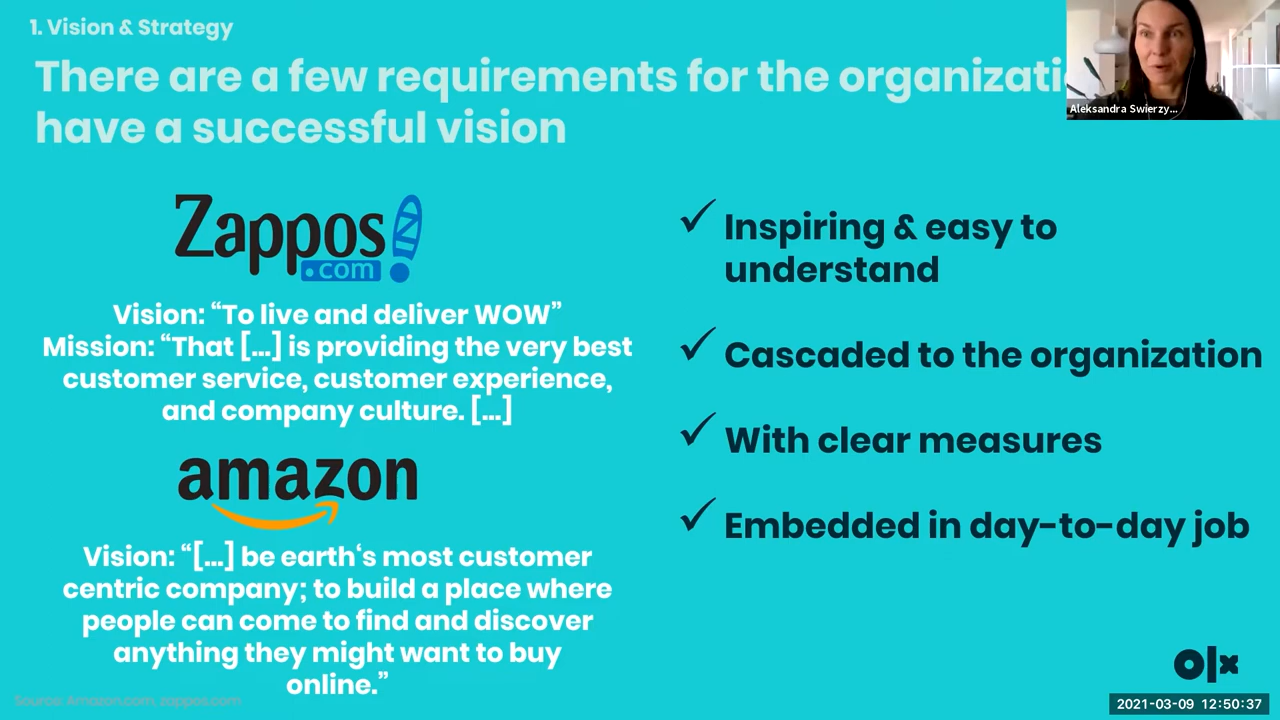 1. Vision & Strategy
There are a few requirements for the organizati
have a successful vision
Aleksandra Swierzy...
Zappos
.com
Vision: “To live and deliver WOW”
Mission: “That [...] is providing the very best
customer service, customer experience,
and company culture. [...]
amazon
Vision: “[...] be earth‘s most customer
centric company; to build a place where
people can come to find and discover
anything they might want to buy
online.”
Source: Amazon.com, zappos.com
✓ Inspiring & easy to
understand
✓ Cascaded to the organization
✓ With clear measures
✓ Embedded in day-to-day job
olx
2021-03-09 12:50:37